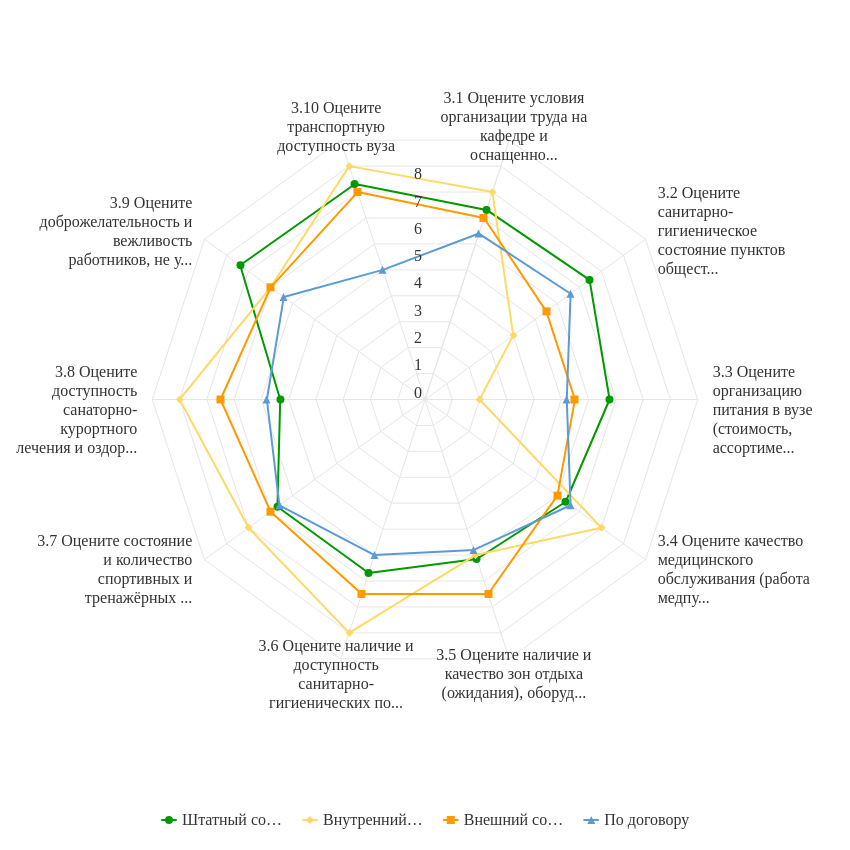 3.10 Оцените
транспортную
доступность вуза
3.1 Оцените условия
организации труда на
кафедре и
оснащенно...
3.2 Оцените
санитарно-
гигиеническое
состояние пунктов
общест...
3.3 Оцените
организацию
питания в вузе
(стоимость,
ассортиме...
3.4 Оцените качество
медицинского
обслуживания (работа
медпу...
3.5 Оцените наличие и
качество зон отдыха
(ожидания), оборуд...
3.6 Оцените наличие и
доступность
санитарно-
гигиенических по...
3.7 Оцените состояние
и количество
спортивных и
тренажёрных ...
3.8 Оцените
доступность
санаторно-
курортного
лечения и оздор...
3.9 Оцените
доброжелательность и
вежливость
работников, не у...
8
7
6
5
4
3
2
1
0
Штатный со…
Внутренний…
Внешний со…
По договору